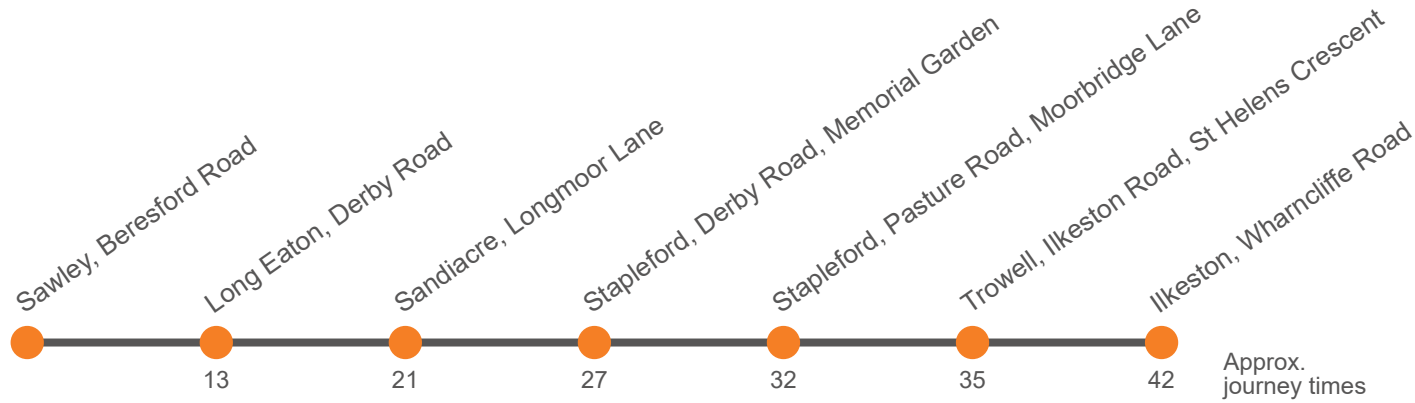 Sawley, Beresford Road
Long Eaton, Derby Road
Sandiacre, Longmoor Lane
Stapleford, Derby Road, Memorial Garden
Stapleford, Pasture Road, Moorbridge Lane
Trowell, Ilkeston Road, St Helens Crescent
Ilkeston, Wharncliffe Road
13
21
27
32
35
42
Approx.
journey times